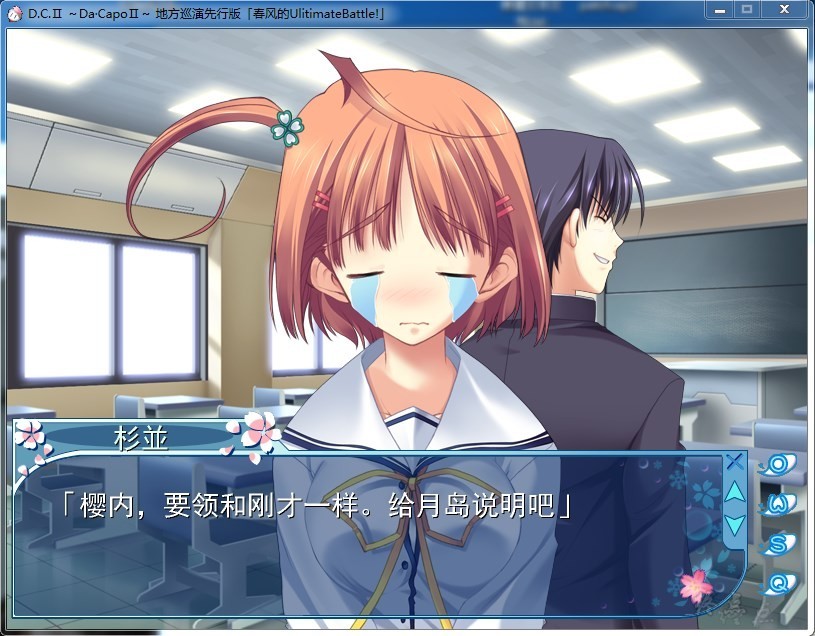 D.C.Ⅱ ～Da·CapoⅡ～ 地方巡演先行版「春风的UlitimateBattle!」
杉並
「樱内，要领和刚才一样。给月岛说明吧」
O
W
S
Q